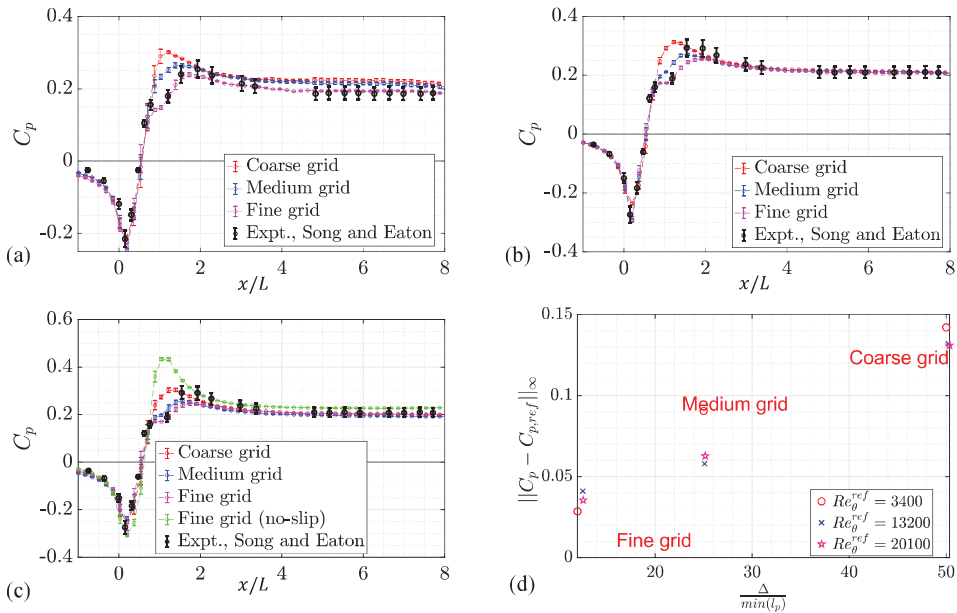 (a)
0.4
0.2
0
-0.2
C_p
0 2 4 6 8
x/L
Coarse grid
Medium grid
Fine grid
Expt., Song and Eaton
(b)
0.4
0.2
0
-0.2
-0.4
C_p
0 2 4 6 8
x/L
Coarse grid
Medium grid
Fine grid
Expt., Song and Eaton
(c)
0.6
0.4
0.2
0
-0.2
-0.4
C_p
0 2 4 6 8
x/L
Coarse grid
Medium grid
Fine grid
Fine grid (no-slip)
Expt., Song and Eaton
(d)
0.15
0.1
0.05
0
||C_p − C_{p,ref}||_∞
Coarse grid
Medium grid
Fine grid
Re_θ^{ref} = 3400
Re_θ^{ref} = 13200
Re_θ^{ref} = 20100
20 30 40 50
Δ
min(l_p)